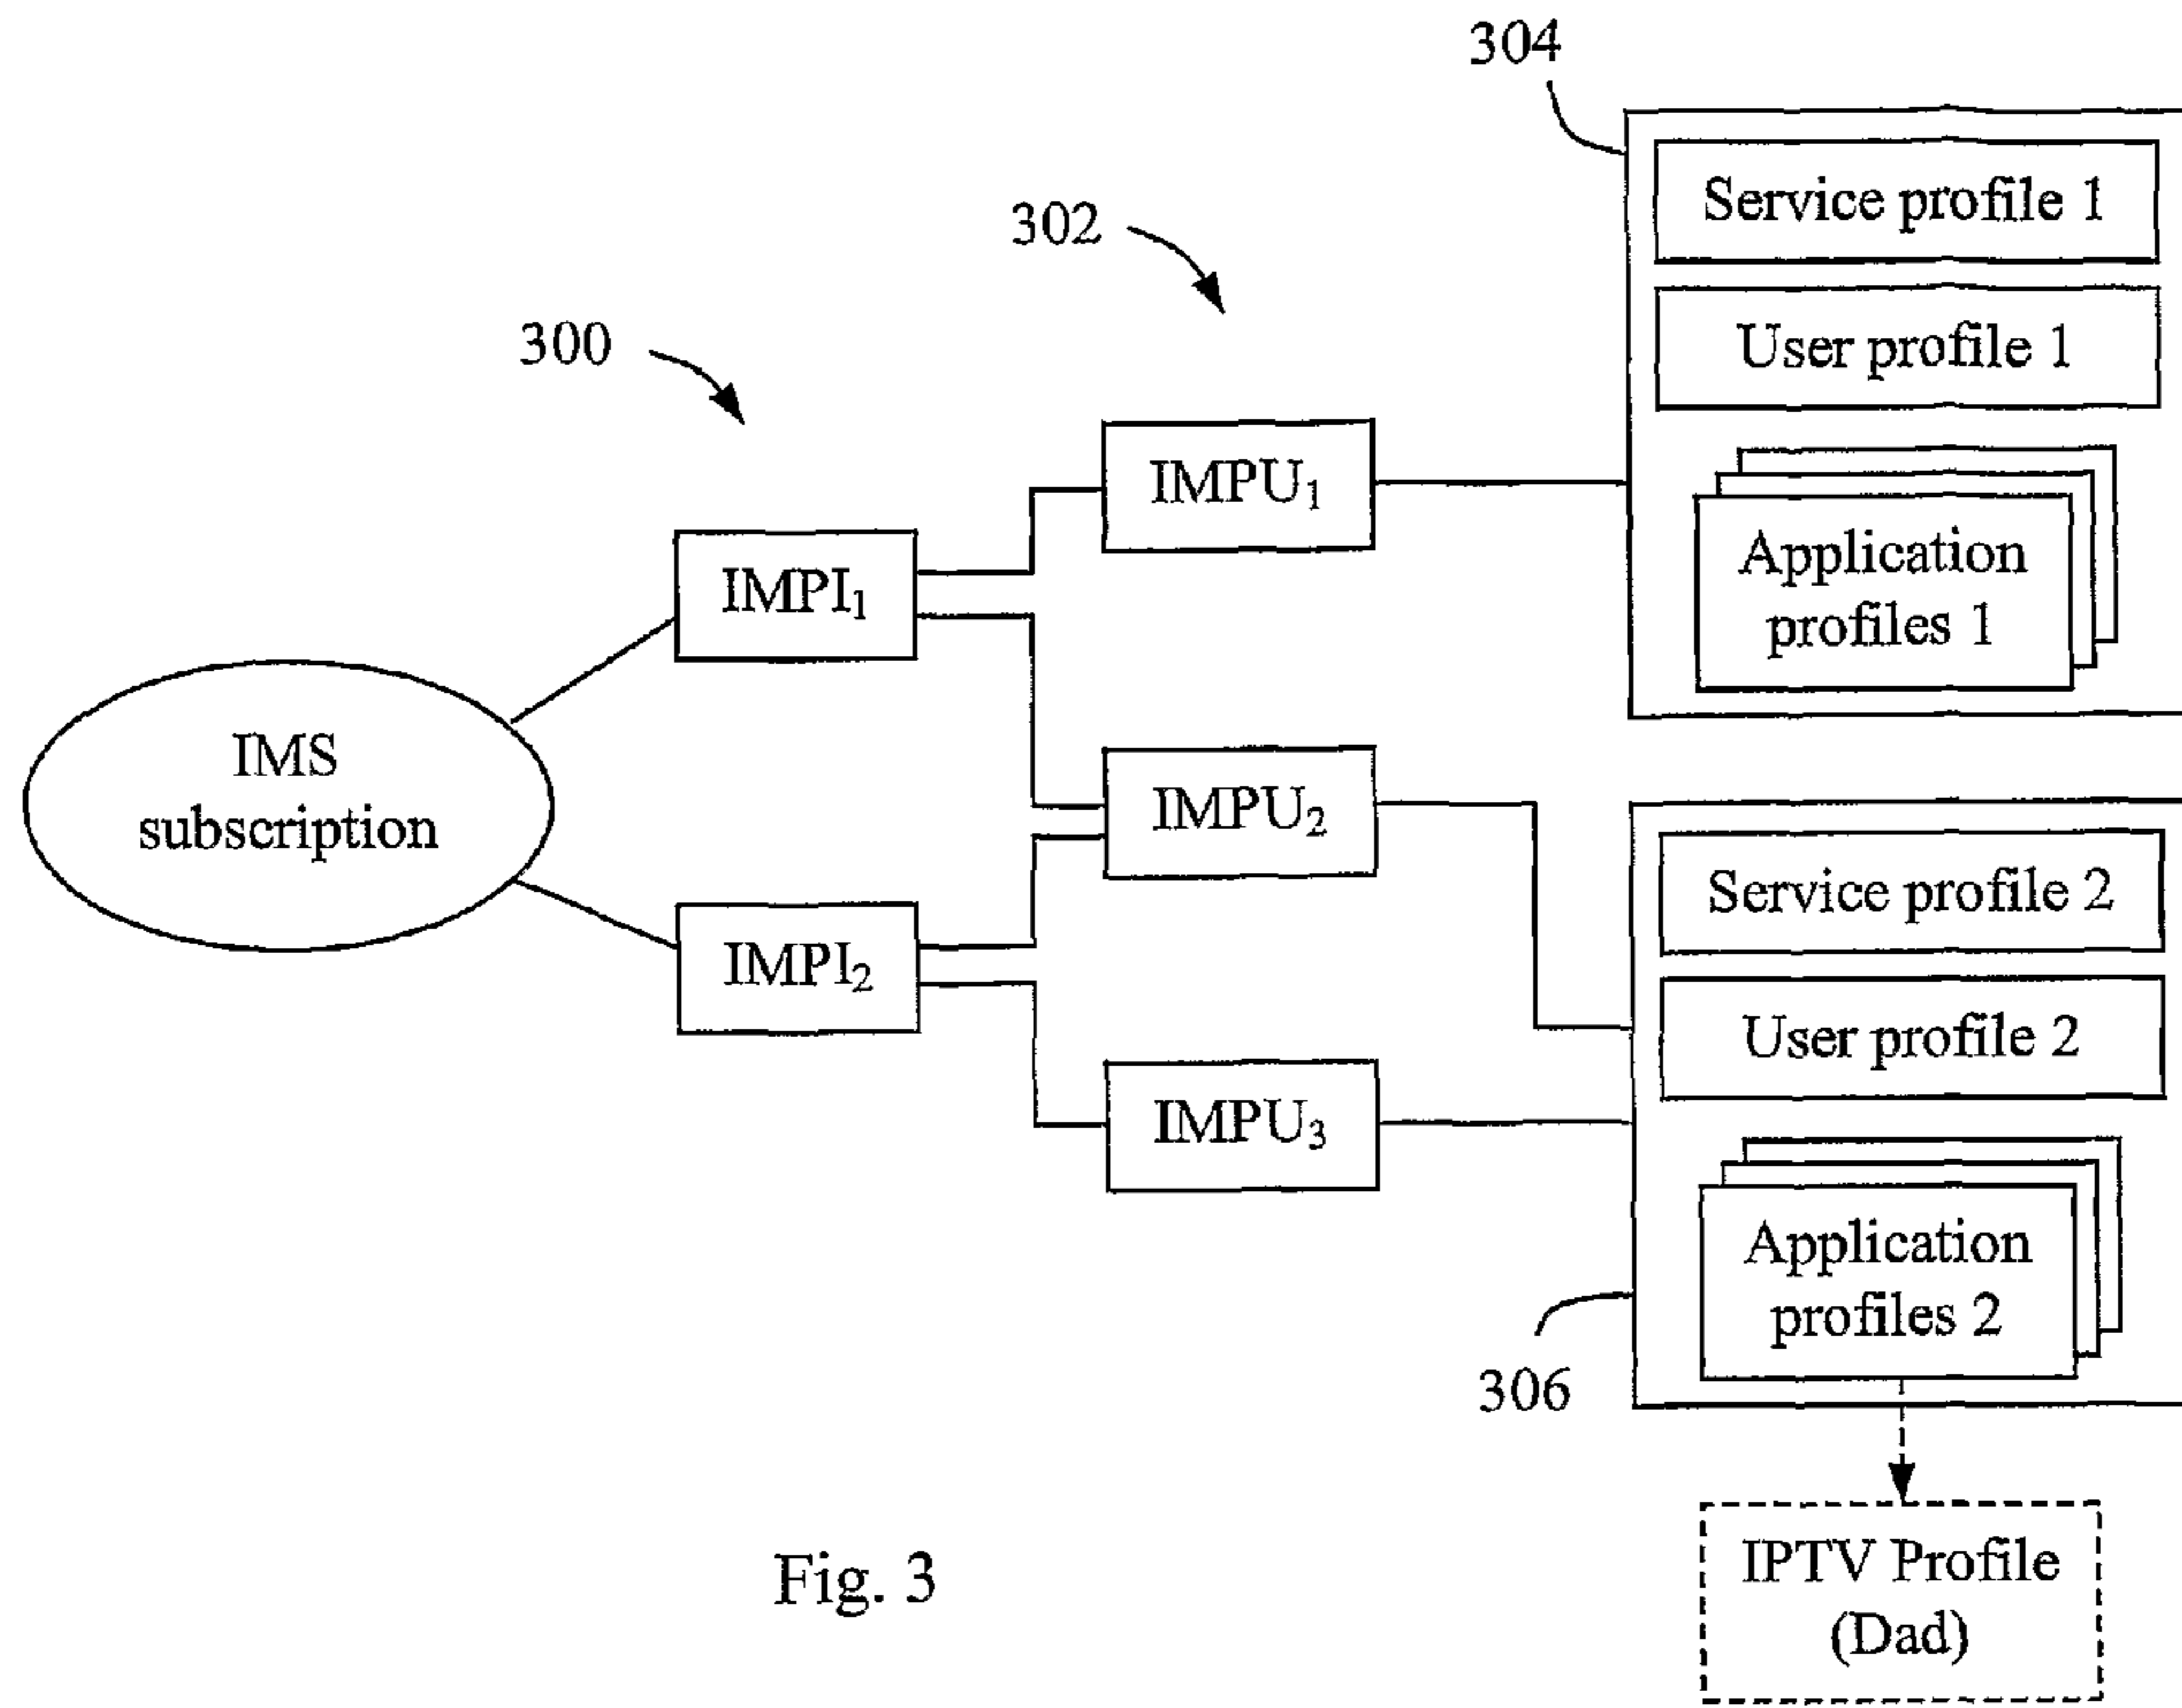 304
Service profile 1
302
User profile 1
300
IMPU₁
Application
profiles 1
IMPI₁
IMS
subscription
IMPU₂
Service profile 2
IMPI₂
User profile 2
IMPU₃
Application
profiles 2
306
IPTV Profile
(Dad)
Fig. 3